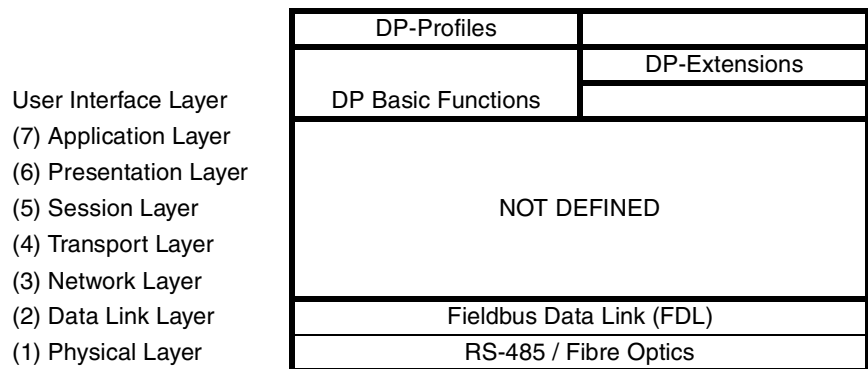 DP-Profiles
DP-Extensions
User Interface Layer DP Basic Functions
(7) Application Layer
(6) Presentation Layer
(5) Session Layer NOT DEFINED
(4) Transport Layer
(3) Network Layer
(2) Data Link Layer Fieldbus Data Link (FDL)
(1) Physical Layer RS-485 / Fibre Optics